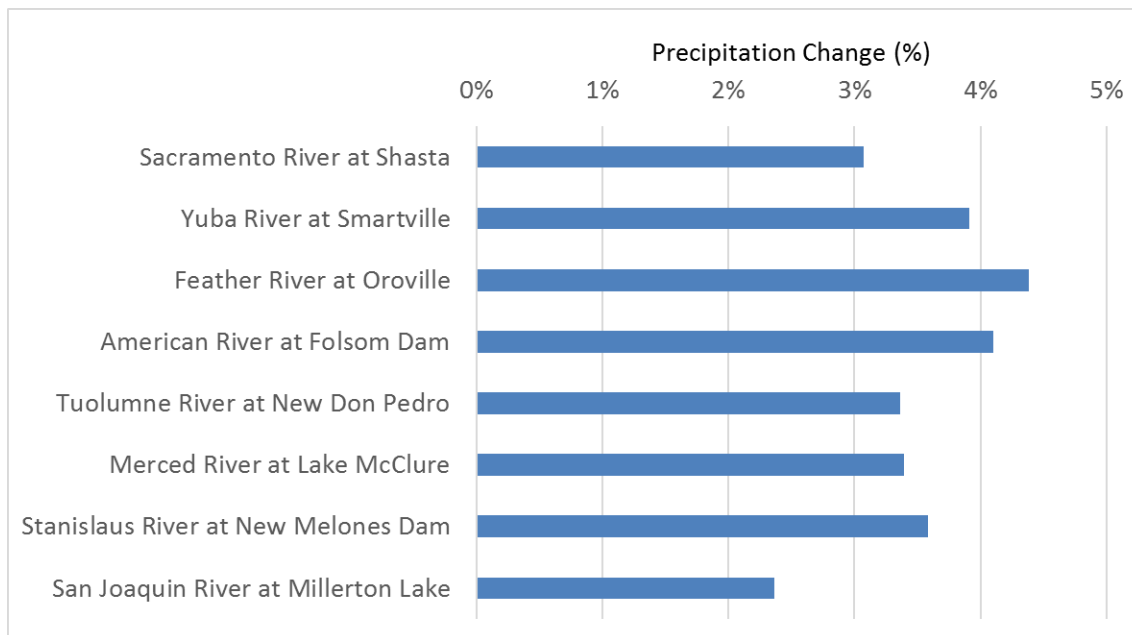 Precipitation Change (%)
0% 1% 2% 3% 4% 5%
Sacramento River at Shasta
Yuba River at Smartville
Feather River at Oroville
American River at Folsom Dam
Tuolumne River at New Don Pedro
Merced River at Lake McClure
Stanislaus River at New Melones Dam
San Joaquin River at Millerton Lake